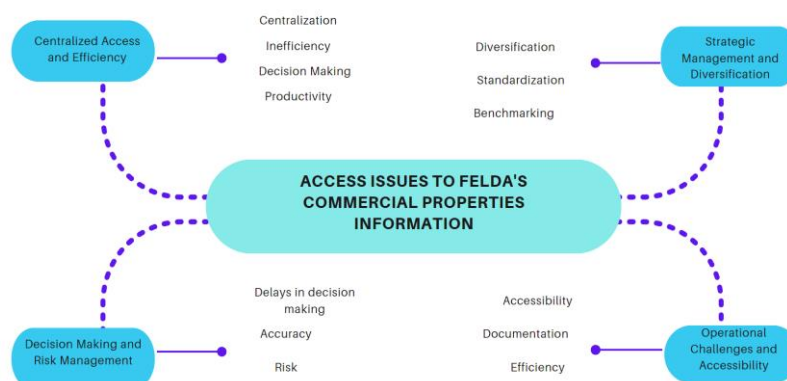 Centralized Access
and Efficiency
Centralization
Inefficiency
Decision Making
Productivity
Diversification
Standardization
Benchmarking
Strategic
Management and
Diversification
ACCESS ISSUES TO FELDA'S
COMMERCIAL PROPERTIES
INFORMATION
Decision Making and
Risk Management
Delays in decision
making
Accuracy
Risk
Accessibility
Documentation
Efficiency
Operational
Challenges and
Accessibility